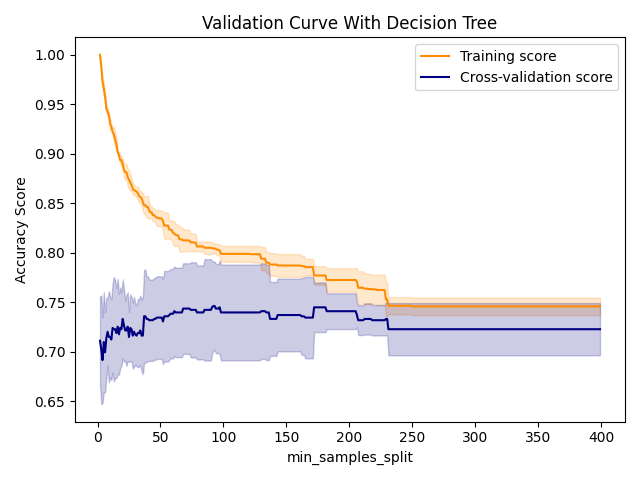 Validation Curve With Decision Tree
Training score
Cross-validation score
Accuracy Score
1.00
0.95
0.90
0.85
0.80
0.75
0.70
0.65
0 50 100 150 200 250 300 350 400
min_samples_split